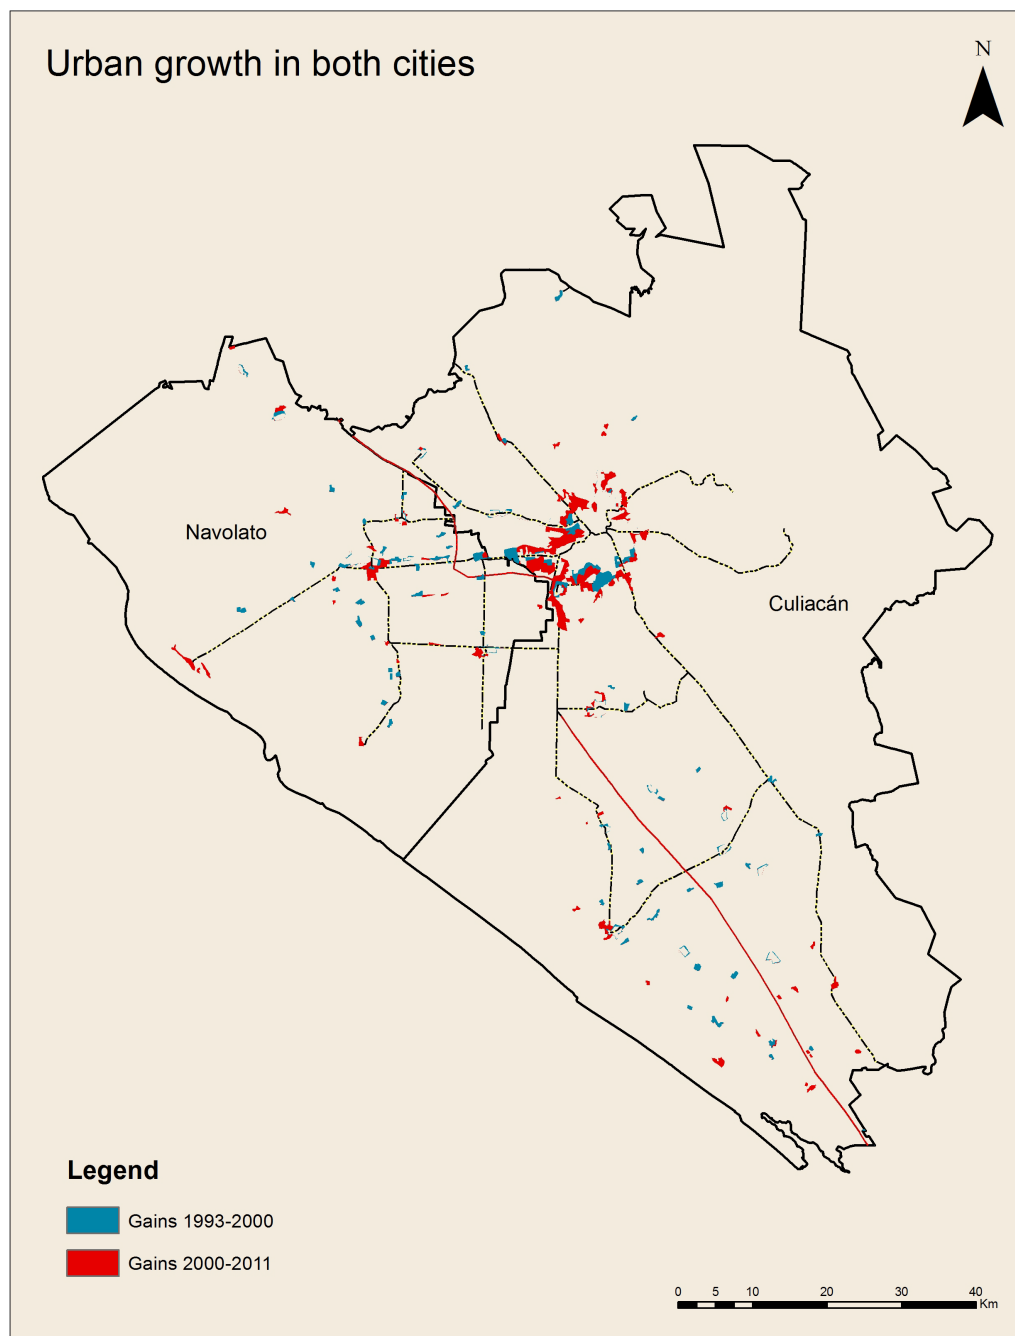 Urban growth in both cities
N
Navolato
Culiacán
Legend
Gains 1993-2000
Gains 2000-2011
0 5 10 20 30 40
Km